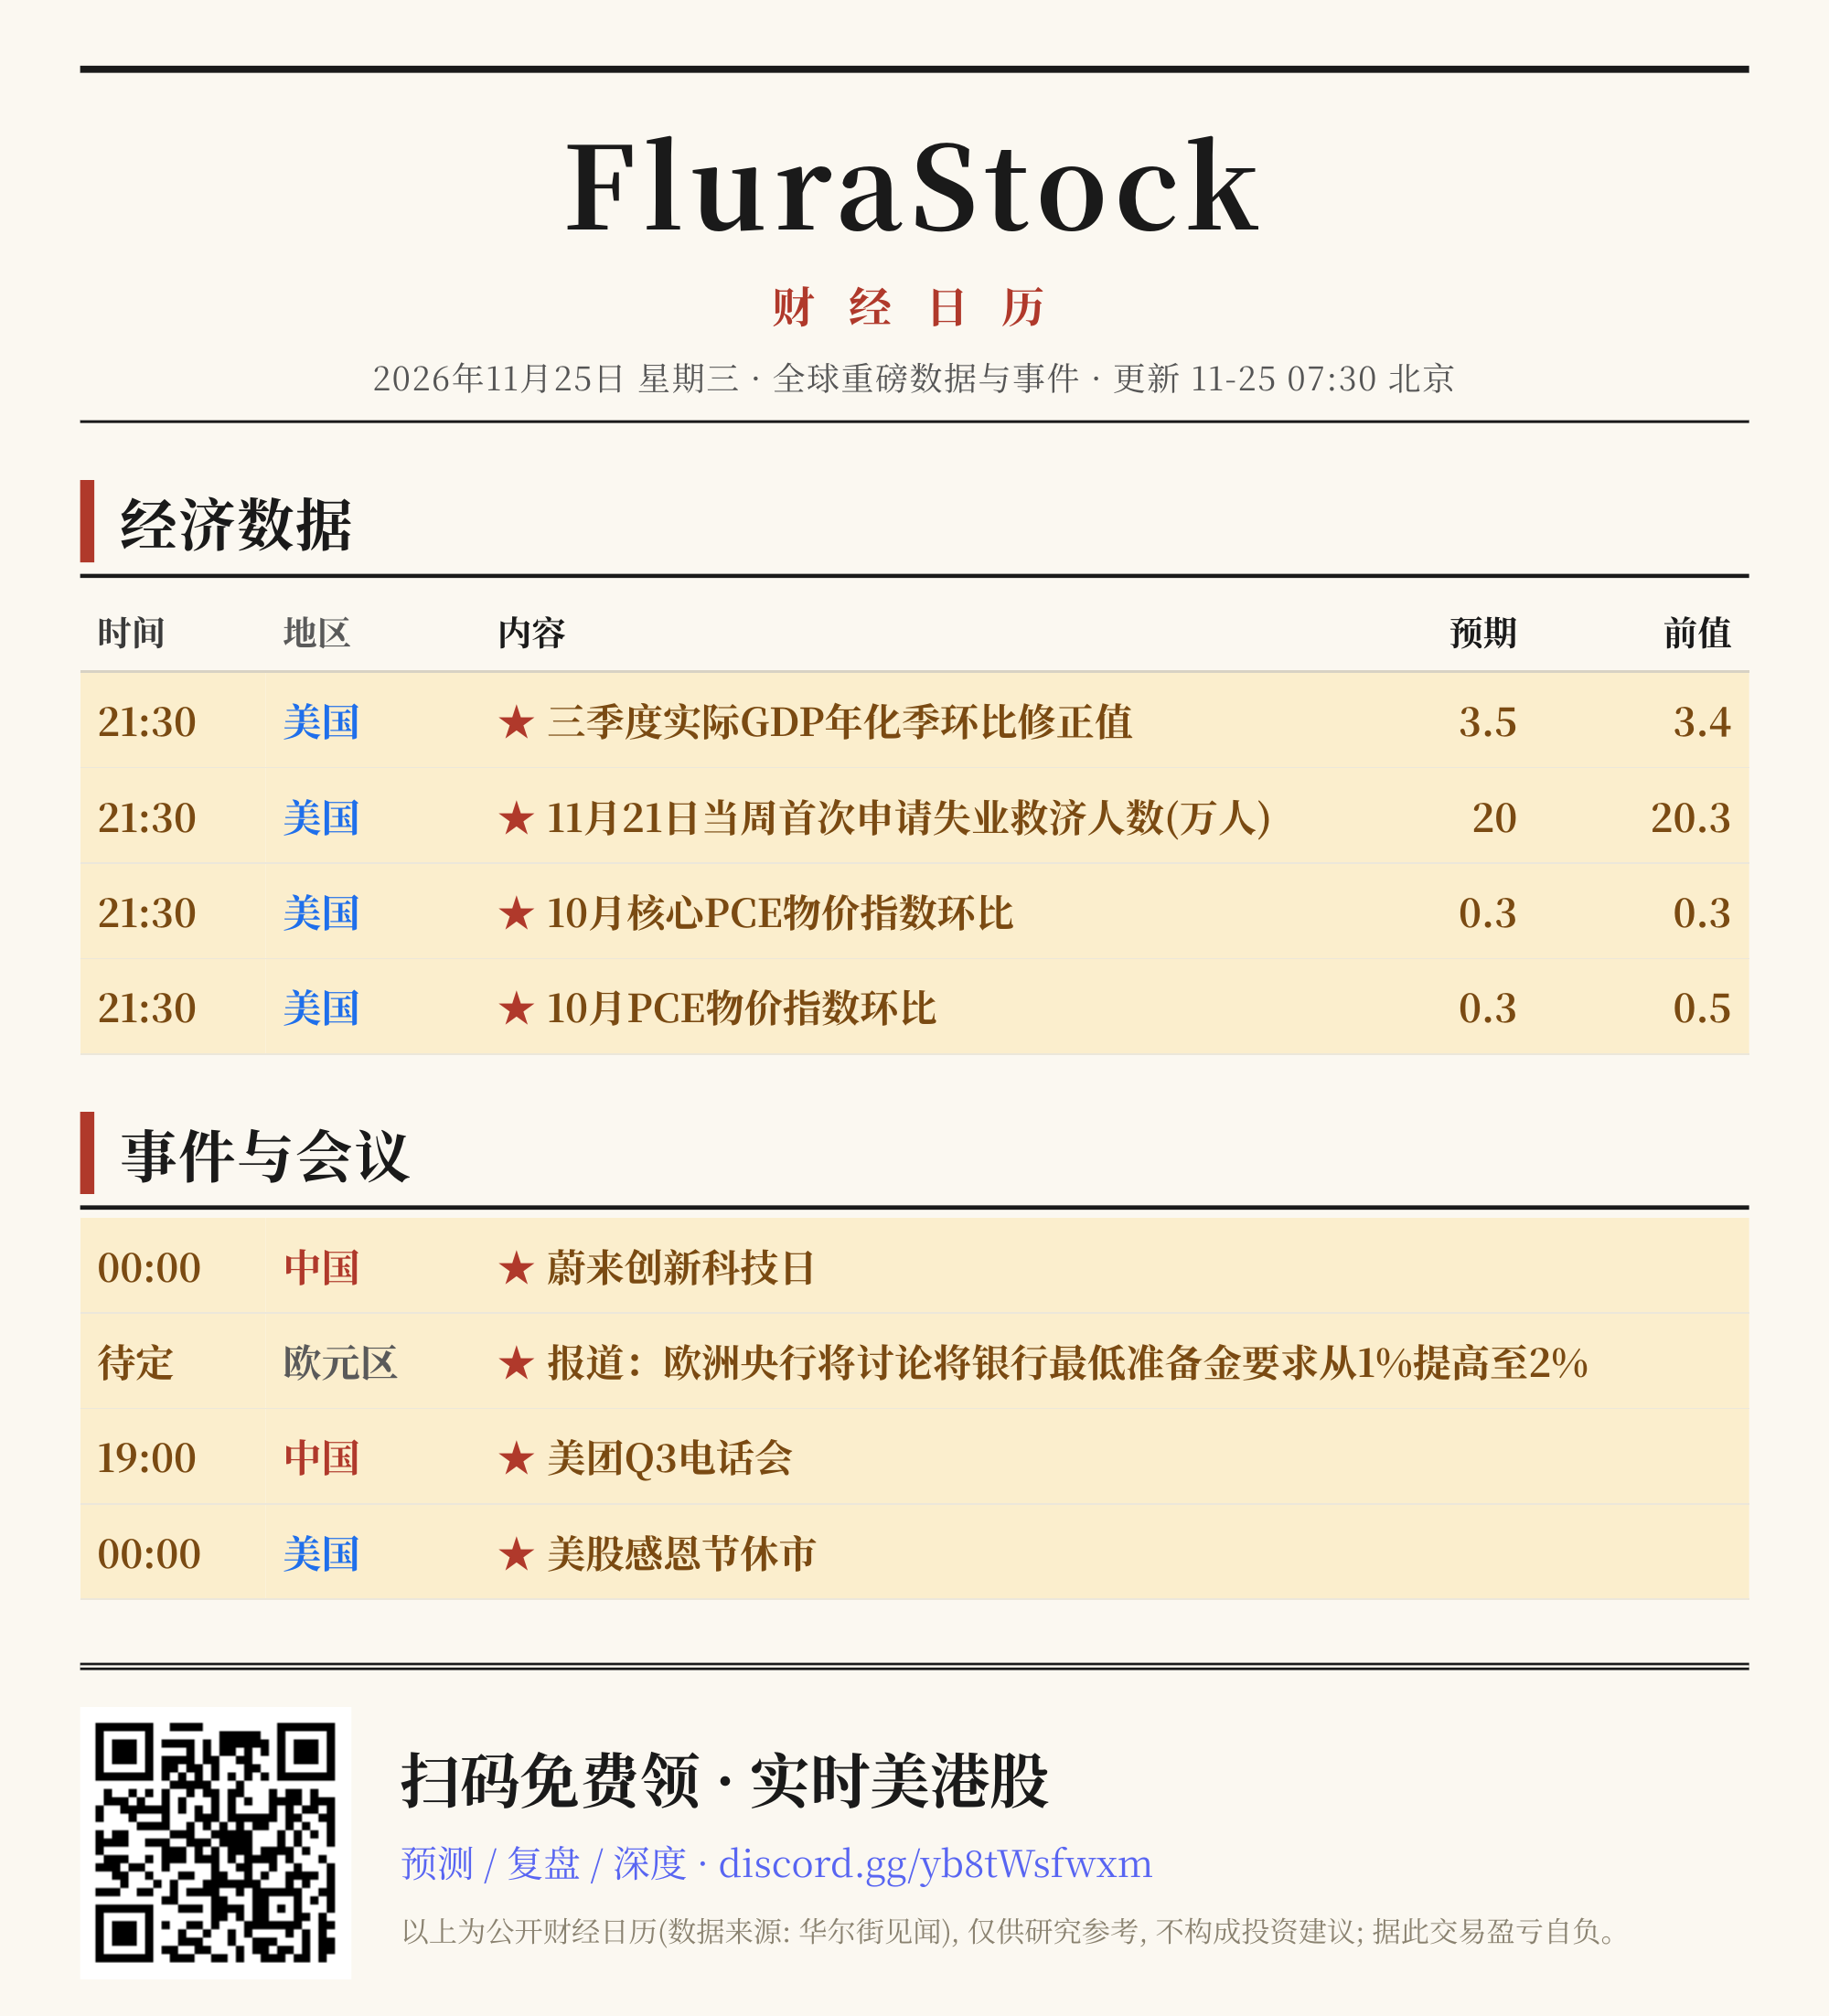 FluraStock
财经日历
2026年11月25日 星期三 · 全球重磅数据与事件 · 更新 11-25 07:30 北京
经济数据
时间 地区 内容 预期 前值
21:30 美国 ★ 三季度实际GDP年化季环比修正值 3.5 3.4
21:30 美国 ★ 11月21日当周首次申请失业救济人数(万人) 20 20.3
21:30 美国 ★ 10月核心PCE物价指数环比 0.3 0.3
21:30 美国 ★ 10月PCE物价指数环比 0.3 0.5
事件与会议
00:00 中国 ★ 蔚来创新科技日
待定 欧元区 ★ 报道：欧洲央行将讨论将银行最低准备金要求从1%提高至2%
19:00 中国 ★ 美团Q3电话会
00:00 美国 ★ 美股感恩节休市
扫码免费领 · 实时美港股
预测 / 复盘 / 深度 · discord.gg/yb8tWsfwxm
以上为公开财经日历(数据来源: 华尔街见闻), 仅供研究参考, 不构成投资建议; 据此交易盈亏自负。